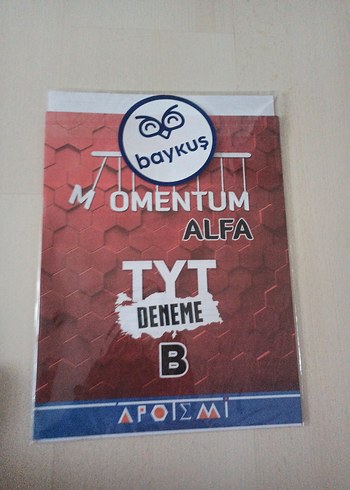 baykuş
MOMENTUM
ALFA
TYT
DENEME
B
APOTEMİ